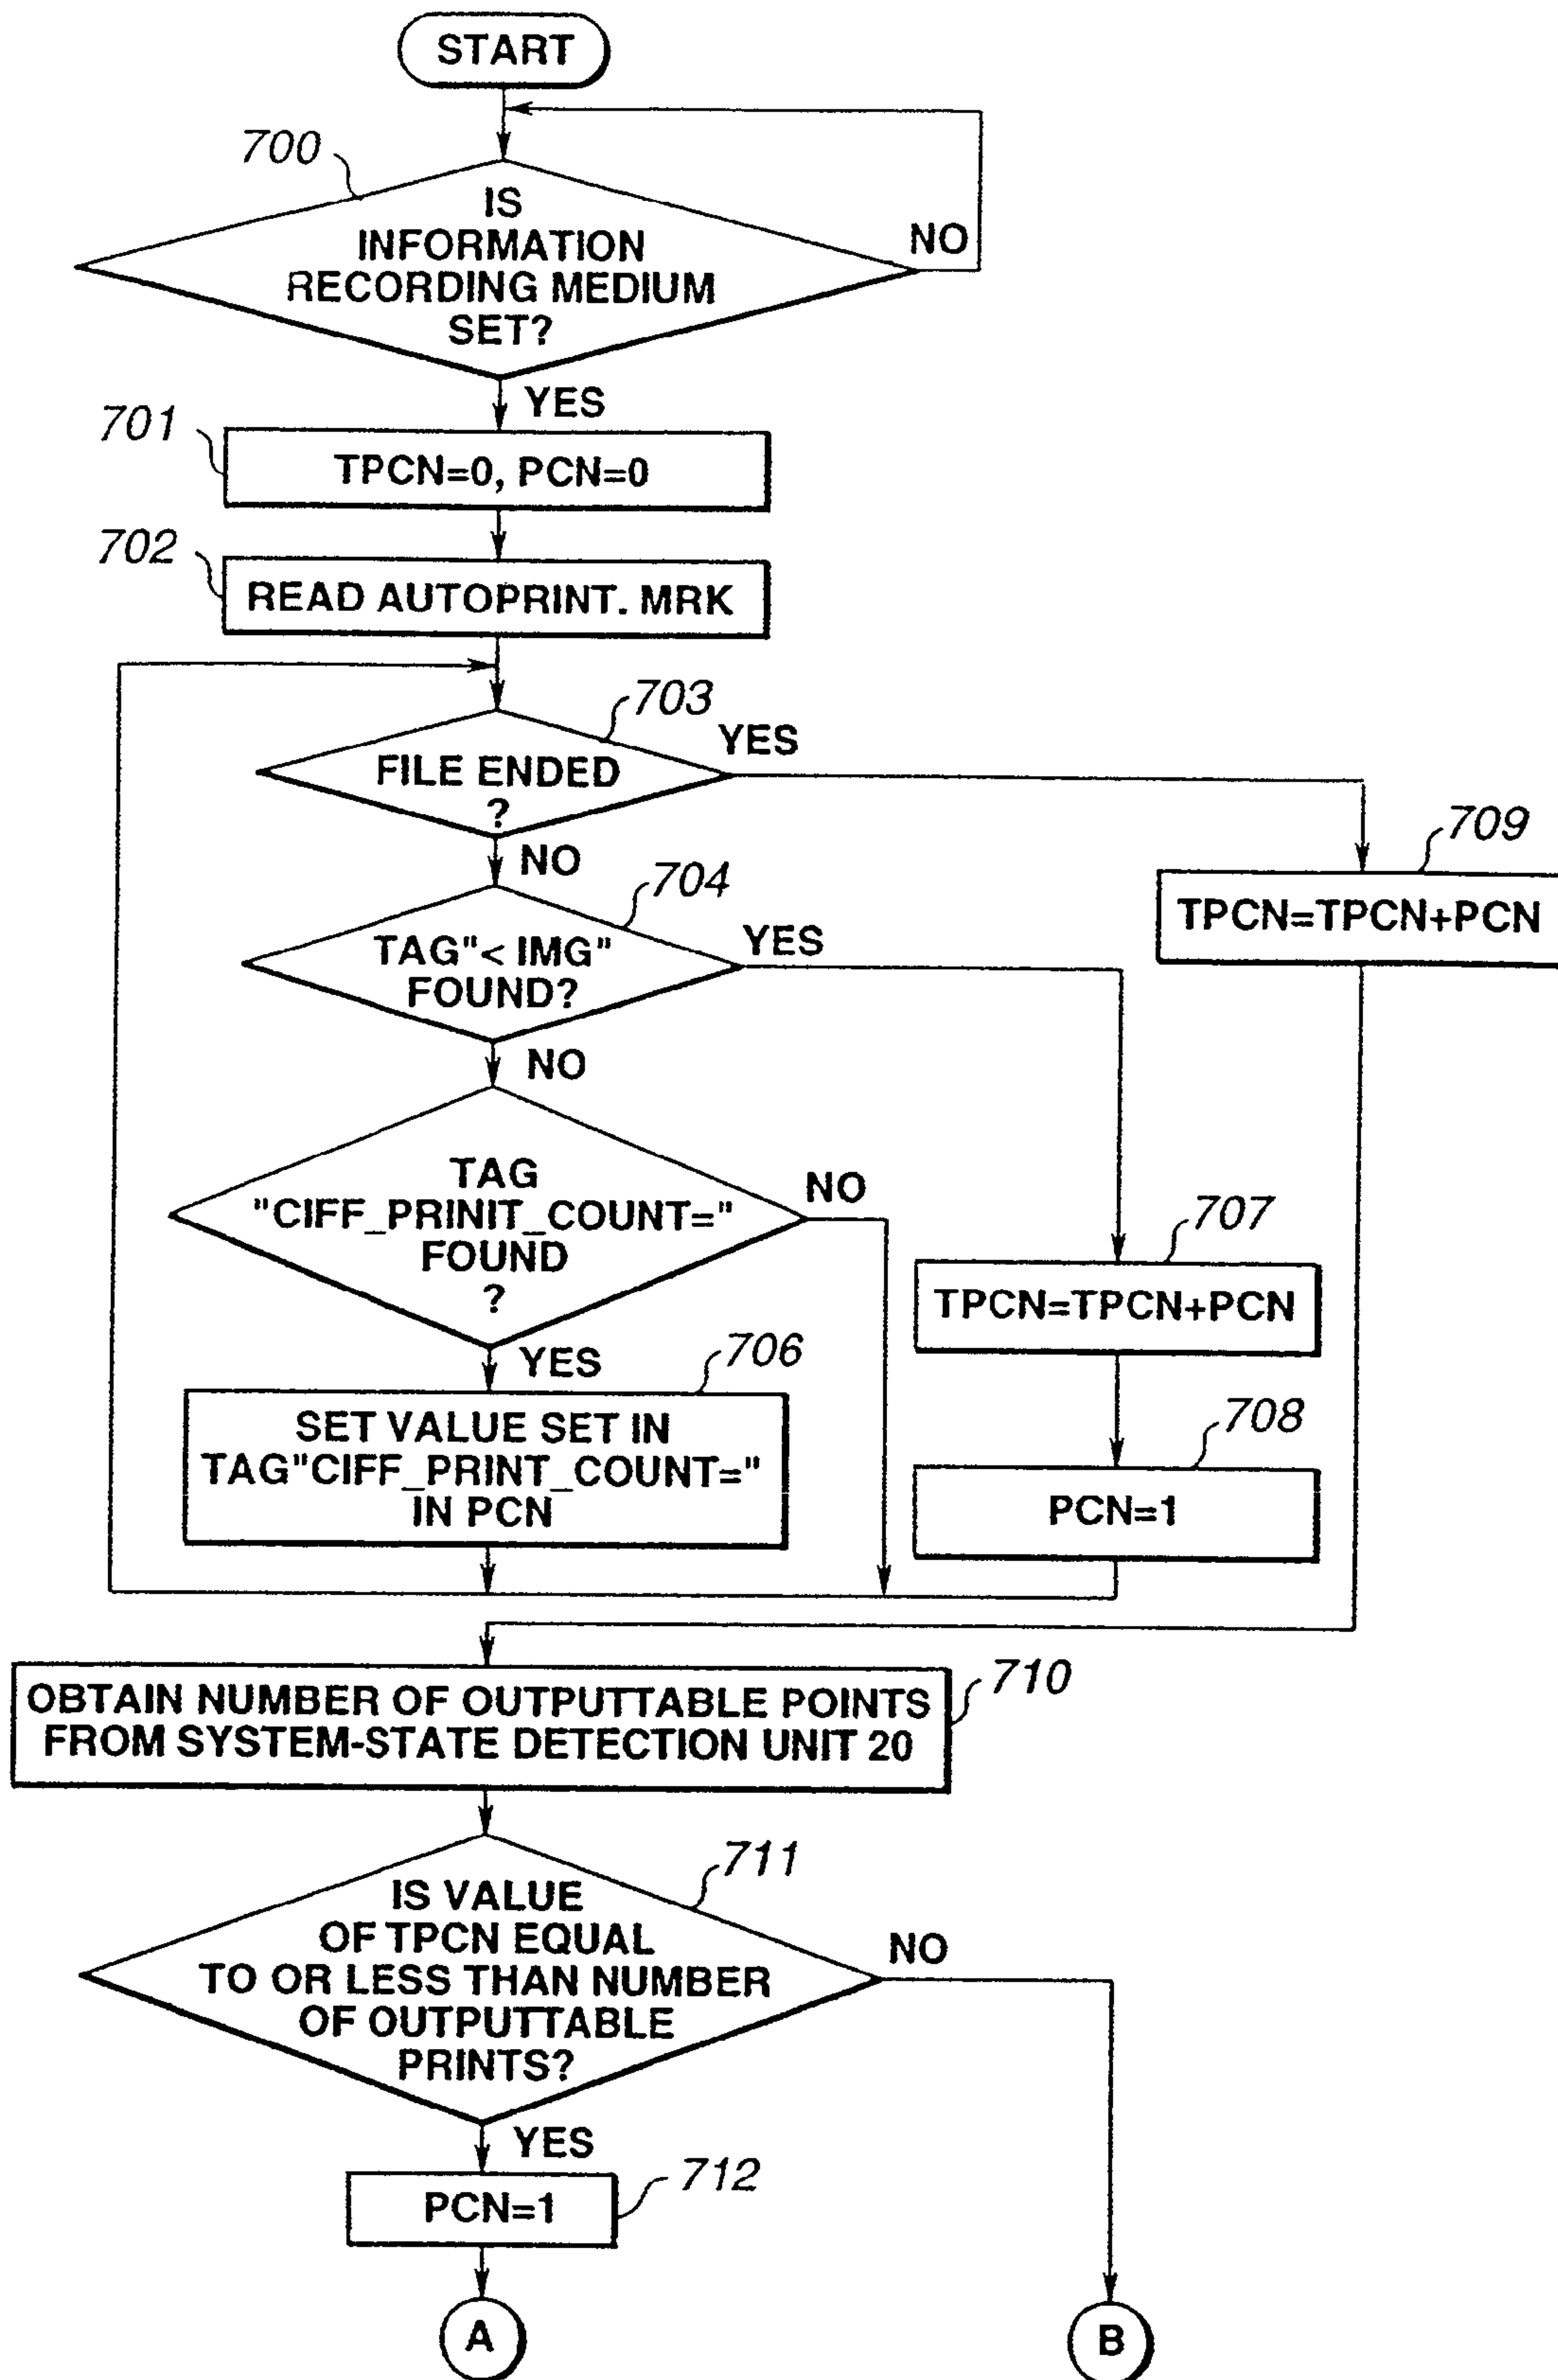 START
700
IS
INFORMATION
RECORDING MEDIUM
SET?
NO
YES
701
TPCN=0, PCN=0
702
READ AUTOPRINT. MRK
703
FILE ENDED
?
YES
NO
709
TPCN=TPCN+PCN
704
TAG"< IMG"
FOUND?
YES
NO
TAG
"CIFF_PRINIT_COUNT="
FOUND
?
NO
YES
707
TPCN=TPCN+PCN
706
SET VALUE SET IN
TAG"CIFF_PRINT_COUNT="
IN PCN
708
PCN=1
710
OBTAIN NUMBER OF OUTPUTTABLE POINTS
FROM SYSTEM-STATE DETECTION UNIT 20
711
IS VALUE
OF TPCN EQUAL
TO OR LESS THAN NUMBER
OF OUTPUTTABLE
PRINTS?
NO
YES
712
PCN=1
A
B